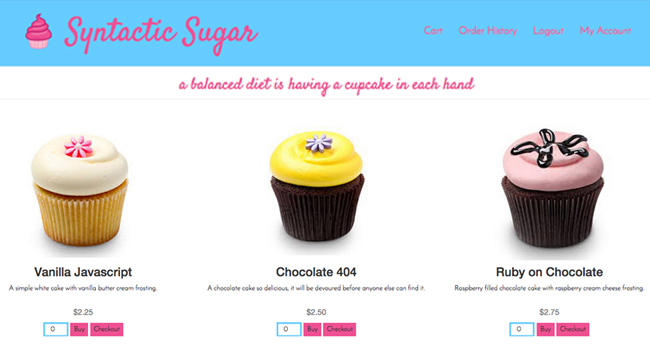 Syntactic Sugar
Cart Order History Logout My Account
a balanced diet is having a cupcake in each hand
Vanilla Javascript
A simple white cake with vanilla butter cream frosting.
$2.25
0 Buy Checkout
Chocolate 404
A chocolate cake so delicious, it will be devoured before anyone else can find it.
$2.50
0 Buy Checkout
Ruby on Chocolate
Raspberry filled chocolate cake with raspberry cream cheese frosting.
$2.75
0 Buy Checkout